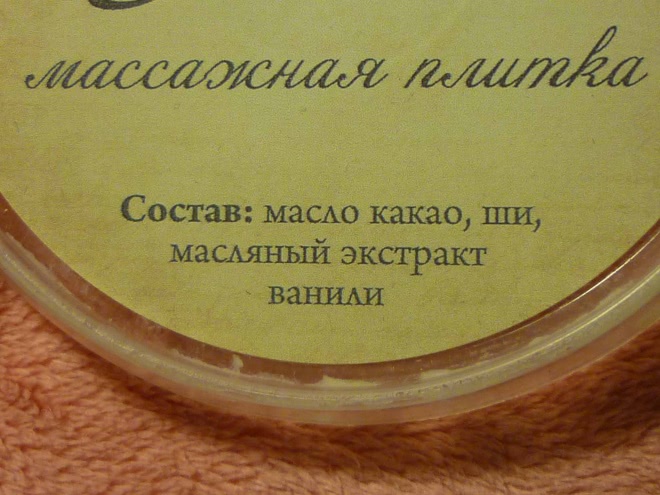 массажная плитка
Состав: масло какао, ши,
масляный экстракт
ванили